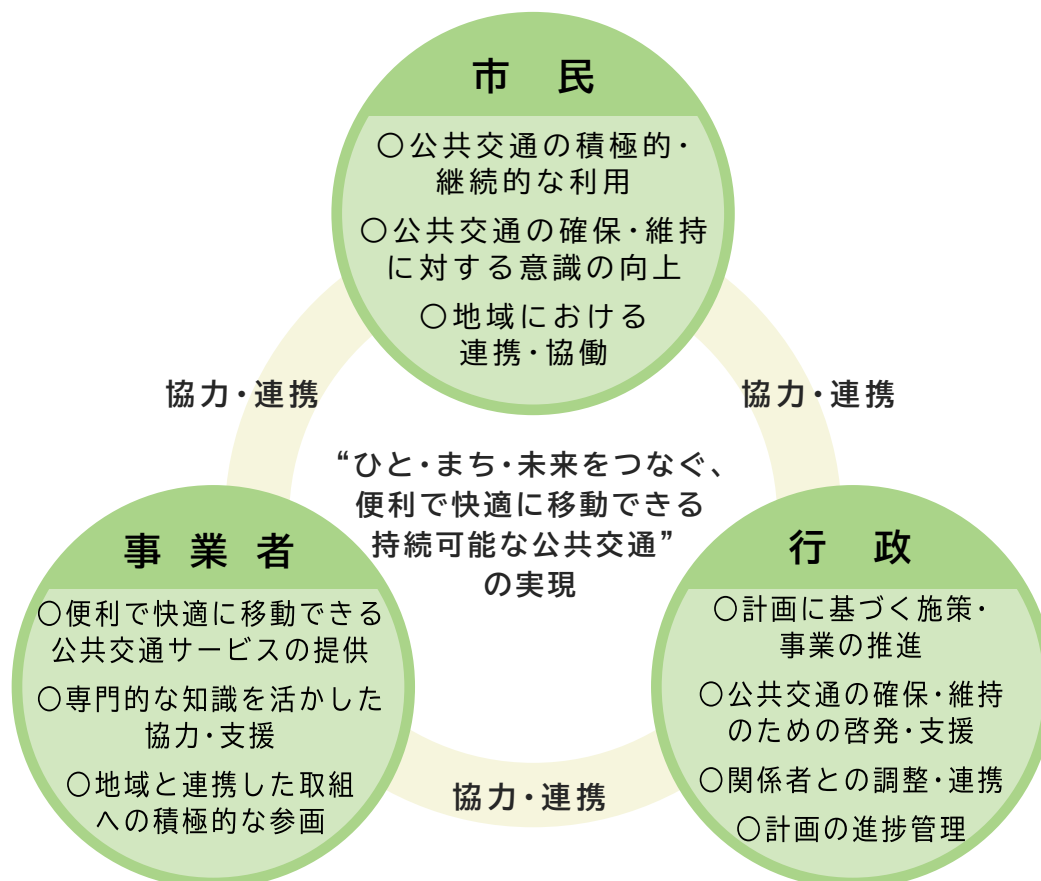 市　民
〇公共交通の積極的・
継続的な利用
〇公共交通の確保・維持
に対する意識の向上
〇地域における
連携・協働
協力・連携
協力・連携
“ひと・まち・未来をつなぐ、
便利で快適に移動できる
持続可能な公共交通”
の実現
事 業 者
〇便利で快適に移動できる
公共交通サービスの提供
〇専門的な知識を活かした
協力・支援
〇地域と連携した取組
への積極的な参画
行　政
〇計画に基づく施策・
事業の推進
〇公共交通の確保・維持
のための啓発・支援
〇関係者との調整・連携
〇計画の進捗管理
協力・連携